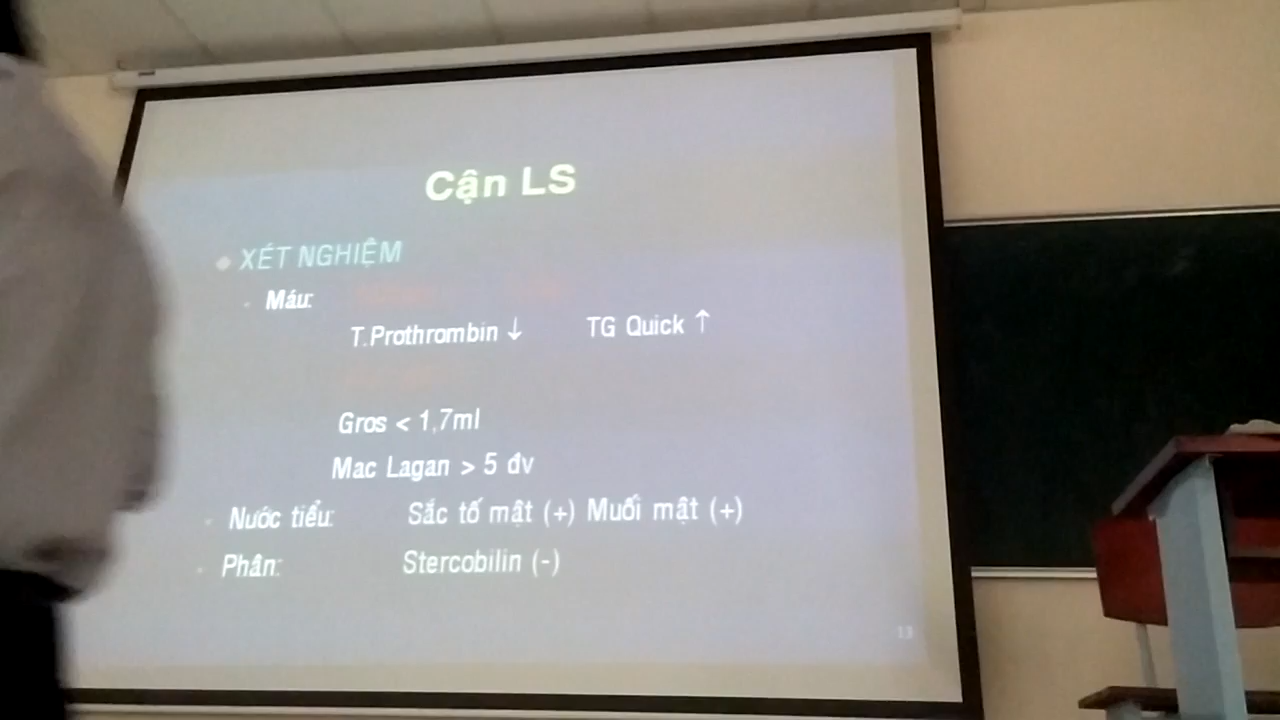 Cận LS
XÉT NGHIỆM
Máu:
T.Prothrombin ↓ TG Quick ↑
Gros < 1,7ml
Mac Lagan > 5 đv
Nước tiểu: Sắc tố mật (+) Muối mật (+)
Phân: Stercobilin (-)
13